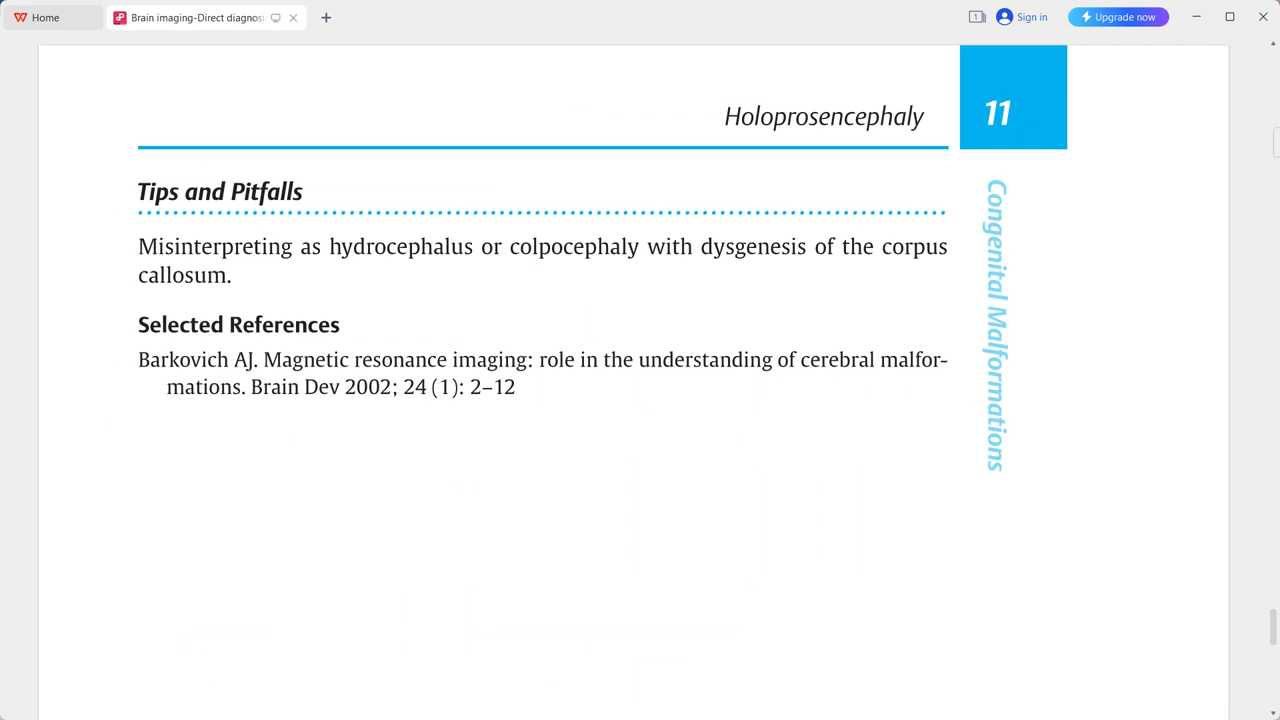 Home
Brain imaging-Direct diagnosi
1
Sign in
Upgrade now
Holoprosencephaly
11
Tips and Pitfalls
Misinterpreting as hydrocephalus or colpocephaly with dysgenesis of the corpus
callosum.
Selected References
Barkovich AJ. Magnetic resonance imaging: role in the understanding of cerebral malfor-
mations. Brain Dev 2002; 24 (1): 2–12
Congenital Malformations